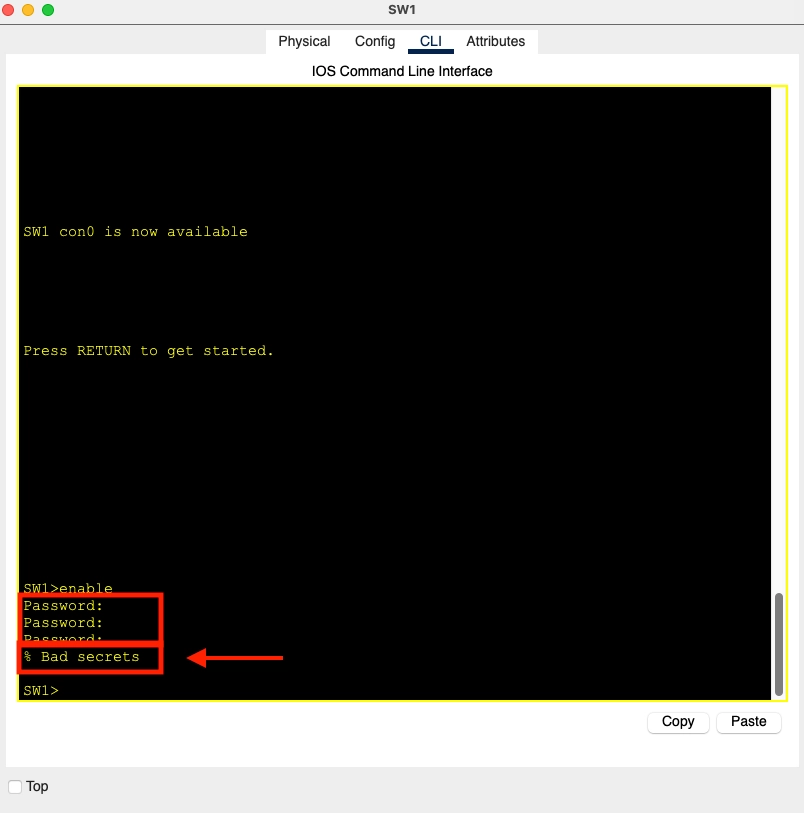 SW1
Physical Config CLI Attributes
IOS Command Line Interface
SW1 con0 is now available
Press RETURN to get started.
SW1>enable
Password:
Password:
Password:
% Bad secrets
SW1>
Copy Paste
Top